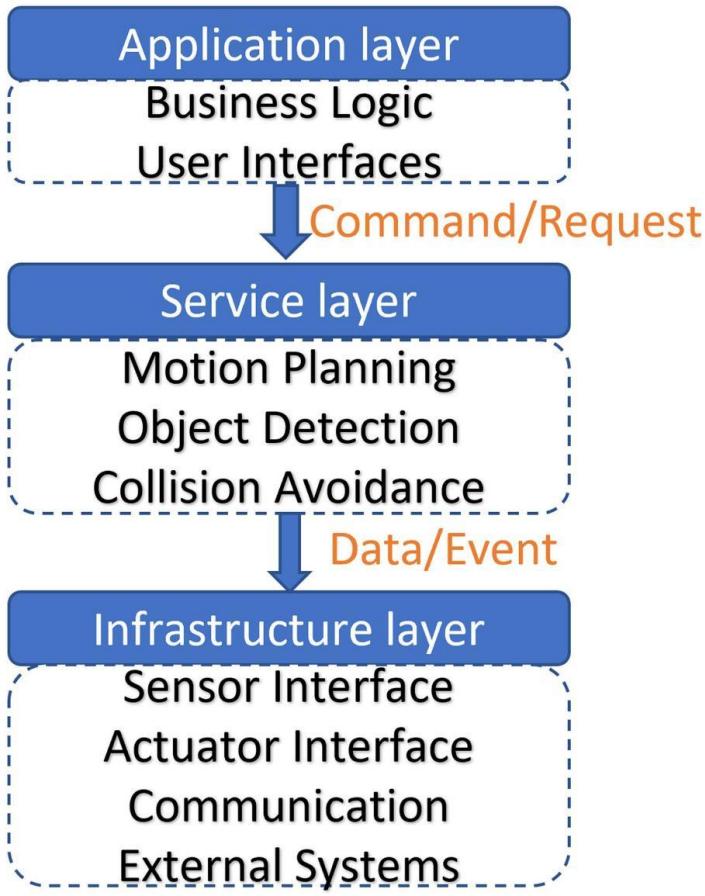 Application layer
Business Logic
User Interfaces
Command/Request
Service layer
Motion Planning
Object Detection
Collision Avoidance
Data/Event
Infrastructure layer
Sensor Interface
Actuator Interface
Communication
External Systems